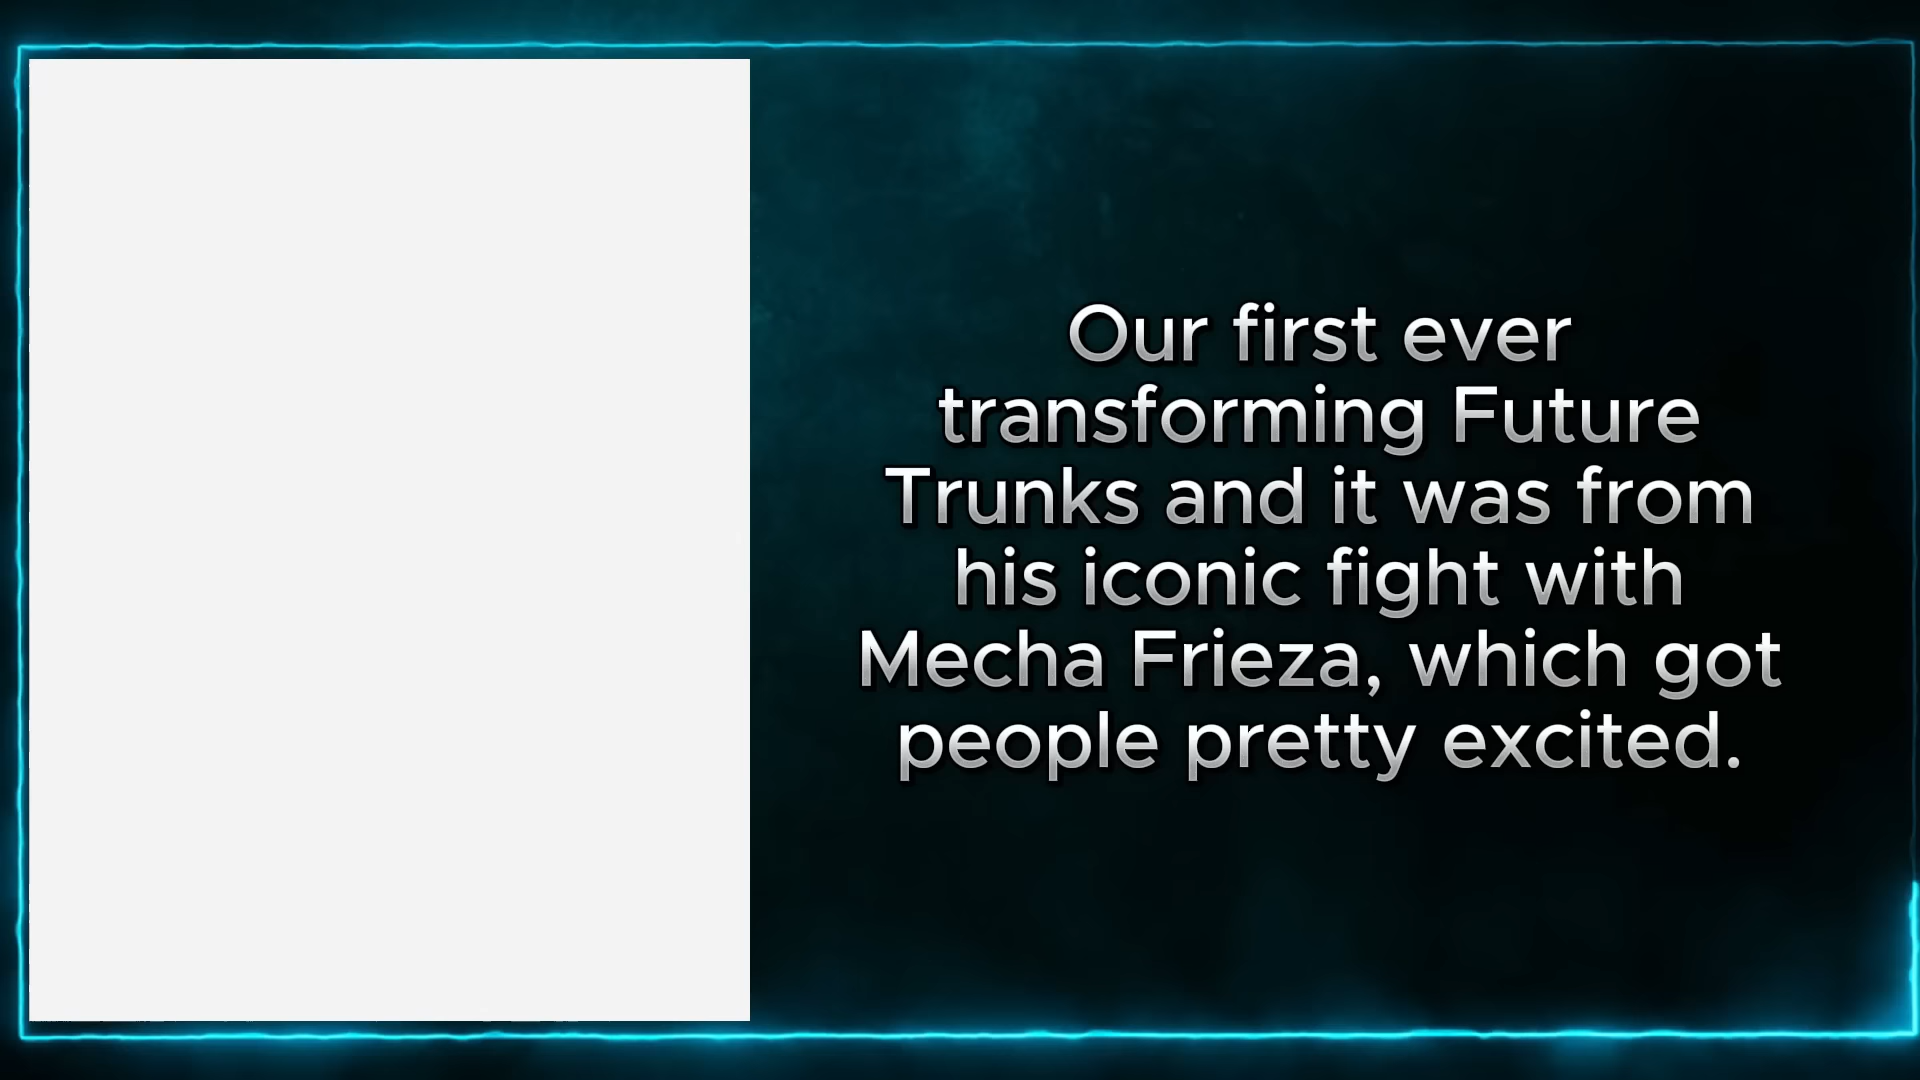 Our first ever
transforming Future
Trunks and it was from
his iconic fight with
Mecha Frieza, which got
people pretty excited.